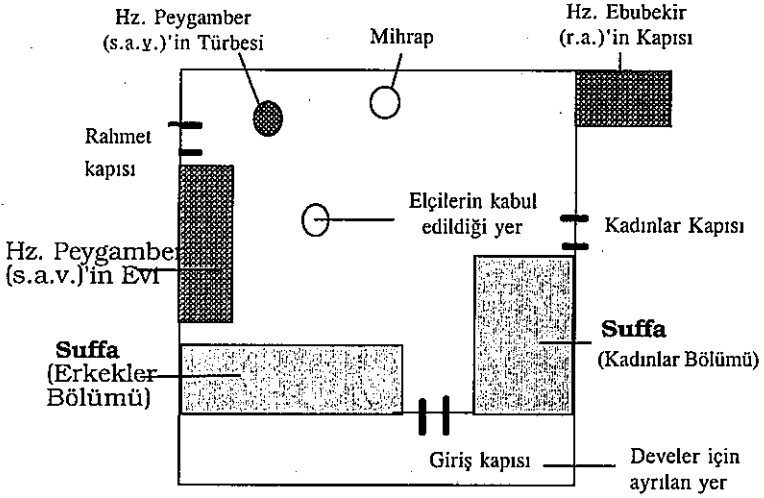 Hz. Peygamber
(s.a.v.)'in Türbesi
Mihrap
Hz. Ebubekir
(r.a.)'in Kapısı
Rahmet
kapısı
Elçilerin kabul
edildiği yer
Kadınlar Kapısı
Hz. Peygamber
(s.a.v.)'in Evi
Suffa
(Erkekler
Bölümü)
Suffa
(Kadınlar Bölümü)
Giriş kapısı
Develer için
ayrılan yer